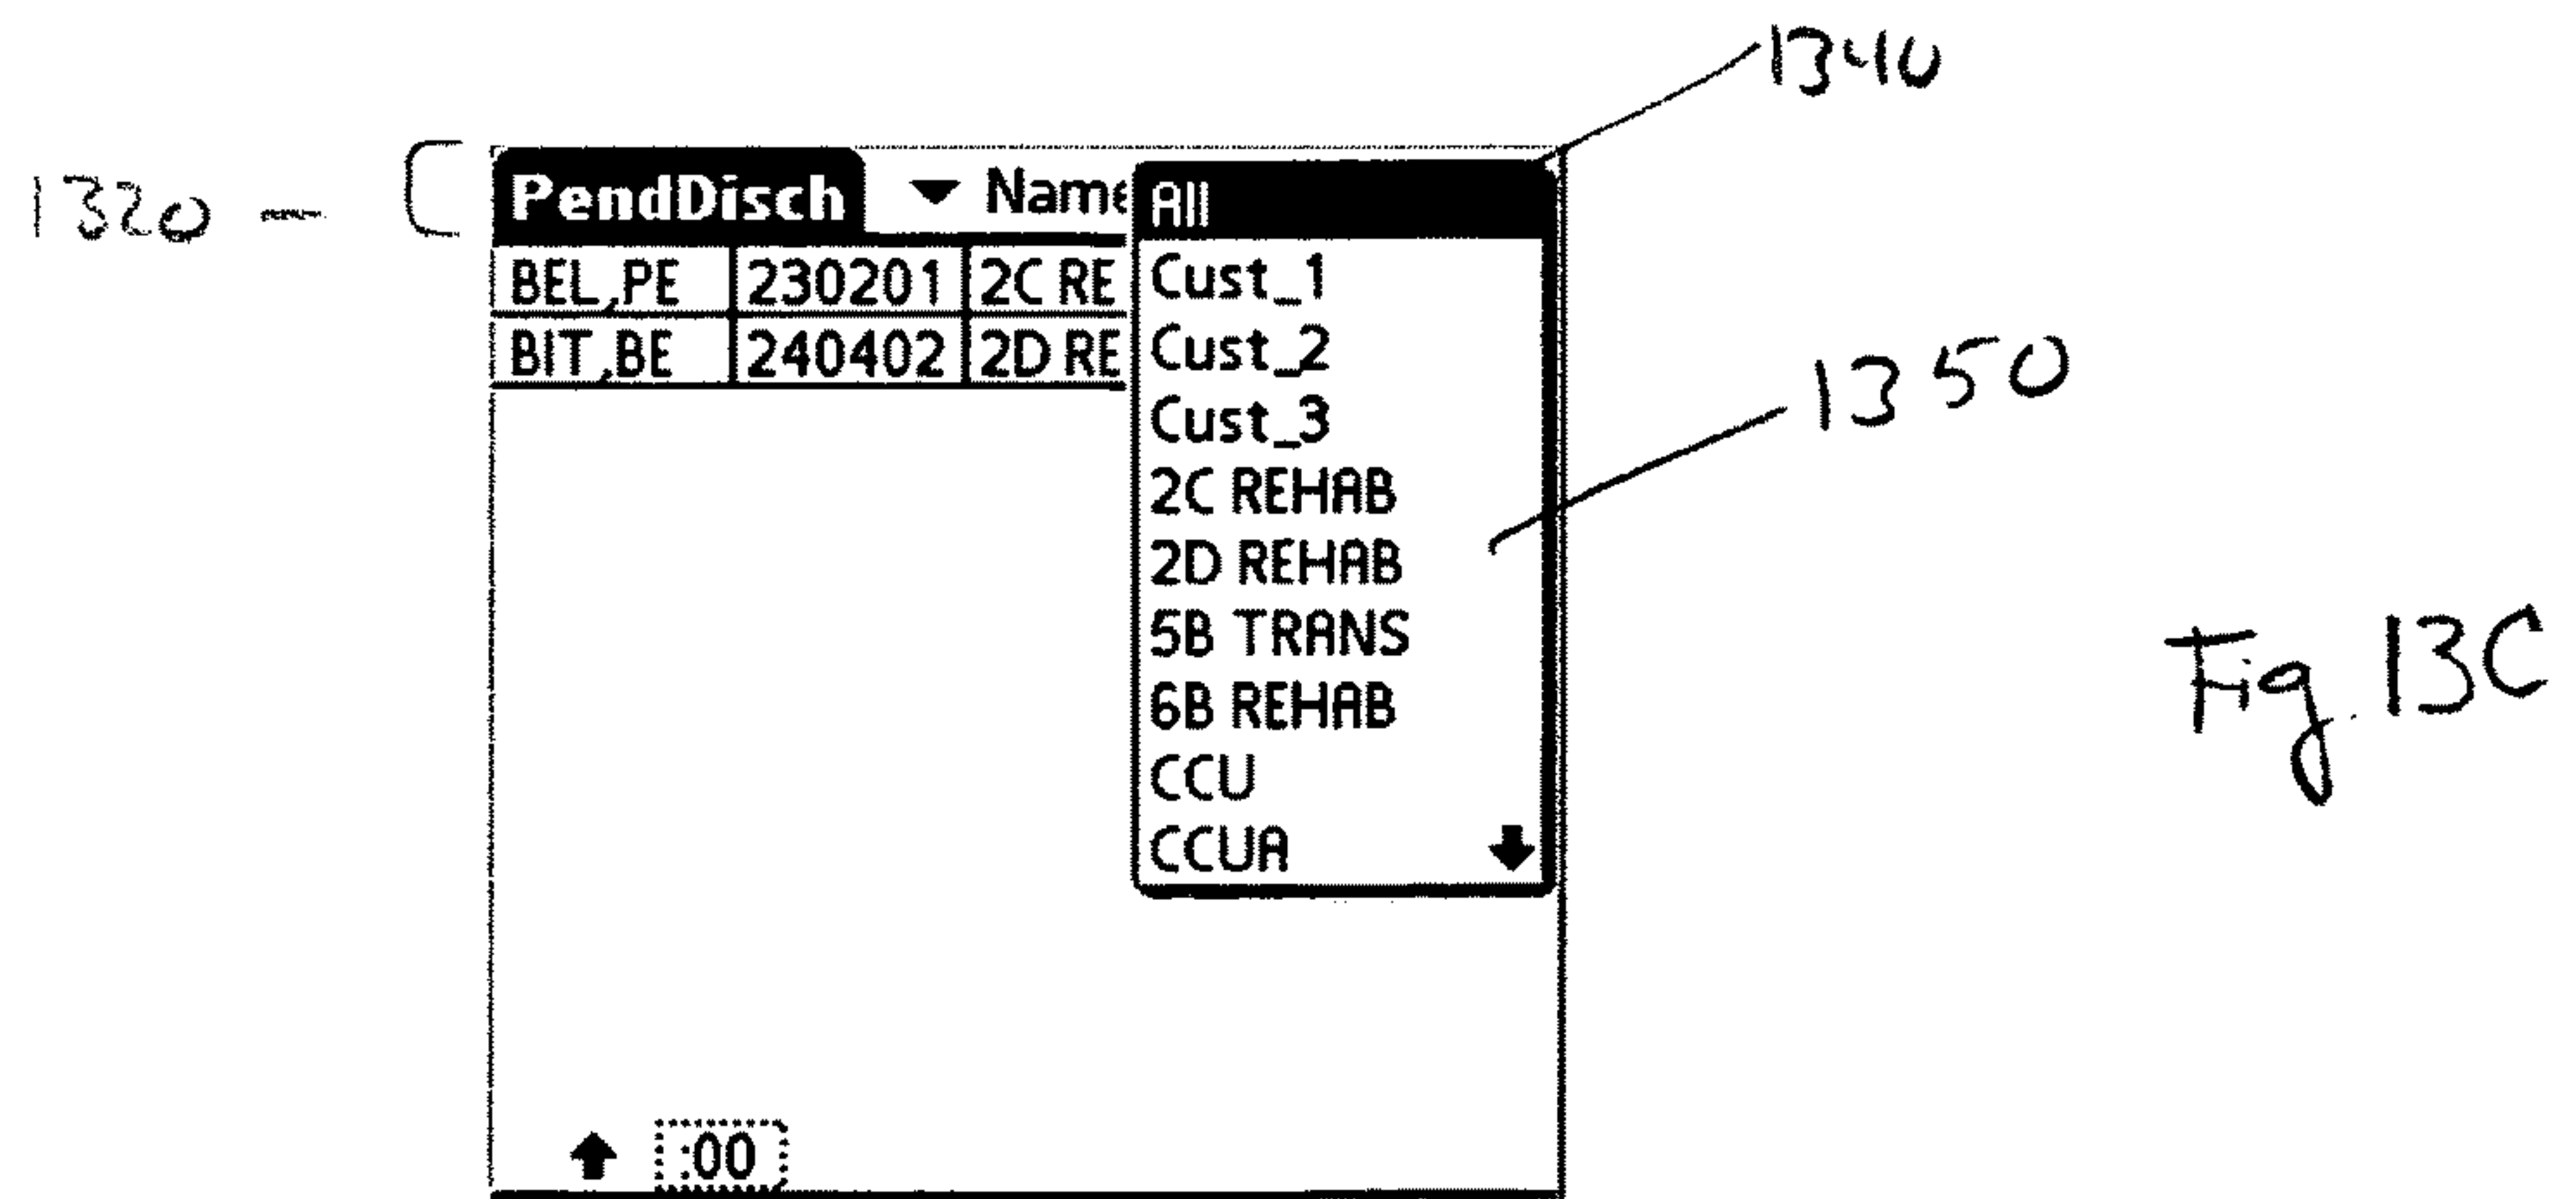 1340
1320 -
PendDisch Name All
BEL,PE 230201 2C RE Cust_1
BIT,BE 240402 2D RE Cust_2
Cust_3
1350
2C REHAB
2D REHAB
5B TRANS
6B REHAB
Fig. 13C
CCU
CCUA
:00